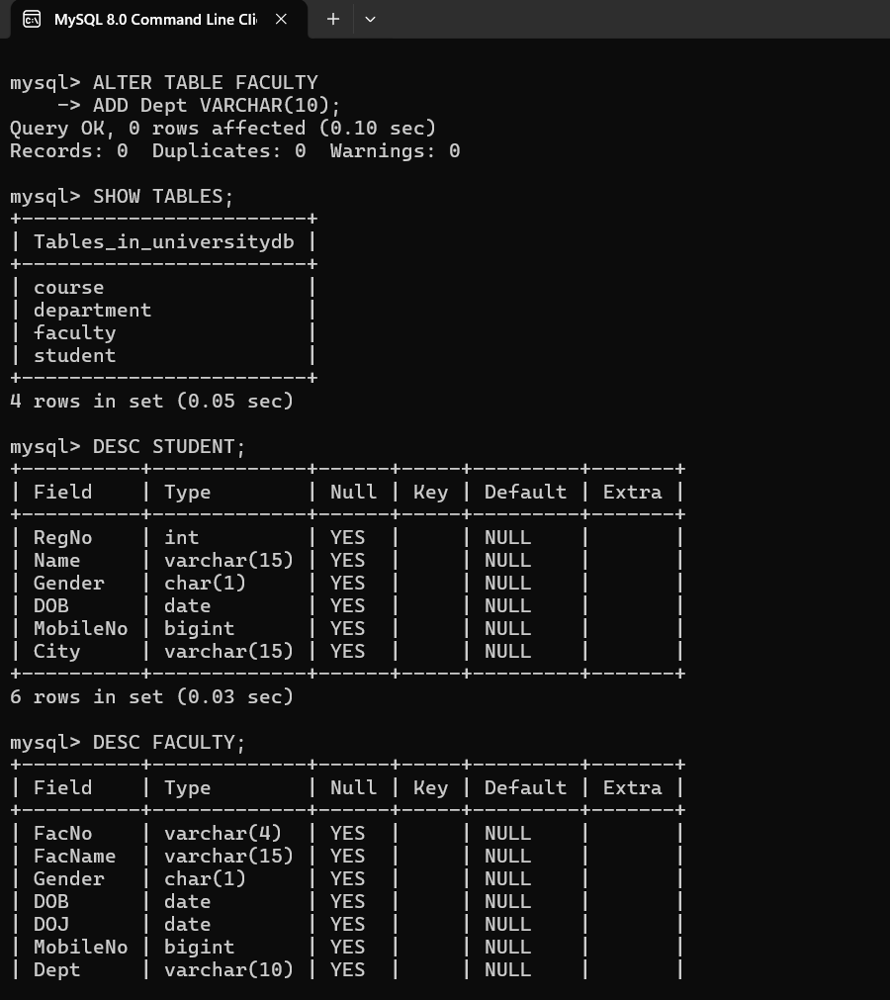 MySQL 8.0 Command Line Cli
mysql> ALTER TABLE FACULTY
    -> ADD Dept VARCHAR(10);
Query OK, 0 rows affected (0.10 sec)
Records: 0  Duplicates: 0  Warnings: 0
mysql> SHOW TABLES;
+------------------------+
| Tables_in_universitydb |
+------------------------+
| course                 |
| department             |
| faculty                |
| student                |
+------------------------+
4 rows in set (0.05 sec)
mysql> DESC STUDENT;
+----------+-------------+------+-----+---------+-------+
| Field    | Type        | Null | Key | Default | Extra |
+----------+-------------+------+-----+---------+-------+
| RegNo    | int         | YES  |     | NULL    |       |
| Name     | varchar(15) | YES  |     | NULL    |       |
| Gender   | char(1)     | YES  |     | NULL    |       |
| DOB      | date        | YES  |     | NULL    |       |
| MobileNo | bigint      | YES  |     | NULL    |       |
| City     | varchar(15) | YES  |     | NULL    |       |
+----------+-------------+------+-----+---------+-------+
6 rows in set (0.03 sec)
mysql> DESC FACULTY;
+----------+-------------+------+-----+---------+-------+
| Field    | Type        | Null | Key | Default | Extra |
+----------+-------------+------+-----+---------+-------+
| FacNo    | varchar(4)  | YES  |     | NULL    |       |
| FacName  | varchar(15) | YES  |     | NULL    |       |
| Gender   | char(1)     | YES  |     | NULL    |       |
| DOB      | date        | YES  |     | NULL    |       |
| DOJ      | date        | YES  |     | NULL    |       |
| MobileNo | bigint      | YES  |     | NULL    |       |
| Dept     | varchar(10) | YES  |     | NULL    |       |